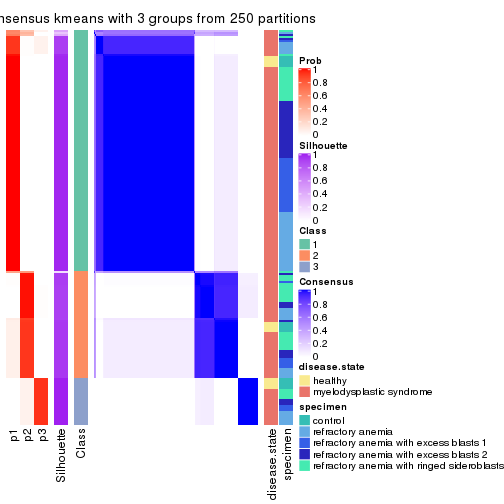 nsensus kmeans with 3 groups from 250 partitions
Prob
1
0.8
0.6
0.4
0.2
0
Silhouette
1
0.8
0.6
0.4
0.2
0
Class
1
2
3
Consensus
1
0.8
0.6
0.4
0.2
0
disease.state
healthy
myelodysplastic syndrome
specimen
control
refractory anemia
refractory anemia with excess blasts 1
refractory anemia with excess blasts 2
refractory anemia with ringed sideroblasts
p1
p2
p3
Silhouette
Class
disease.state
specimen